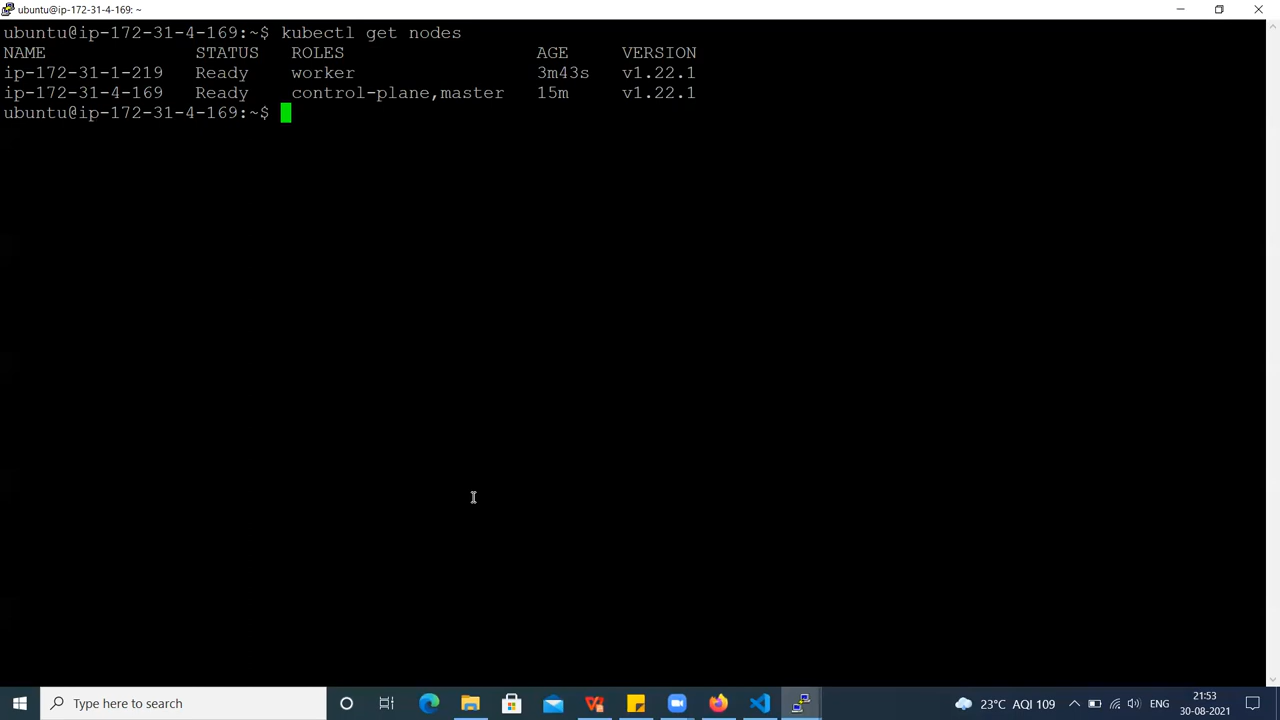 ubuntu@ip-172-31-4-169: ~
ubuntu@ip-172-31-4-169:~$ kubectl get nodes
NAME STATUS ROLES AGE VERSION
ip-172-31-1-219 Ready worker 3m43s v1.22.1
ip-172-31-4-169 Ready control-plane,master 15m v1.22.1
ubuntu@ip-172-31-4-169:~$
Type here to search
23°C AQI 109
ENG
21:53
30-08-2021